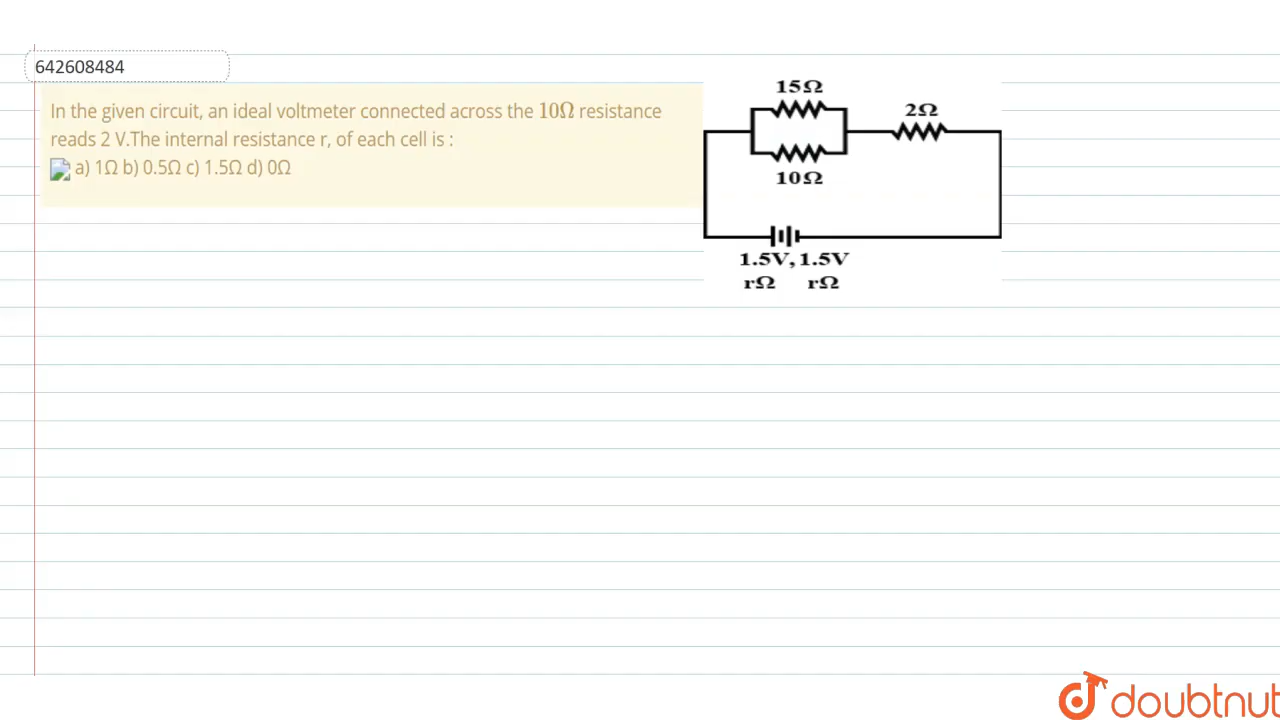 642608484
In the given circuit, an ideal voltmeter connected across the 10Ω resistance
reads 2 V.The internal resistance r, of each cell is :
a) 1Ω b) 0.5Ω c) 1.5Ω d) 0Ω
15Ω
2Ω
10Ω
1.5V, 1.5V
rΩ rΩ
doubtnut